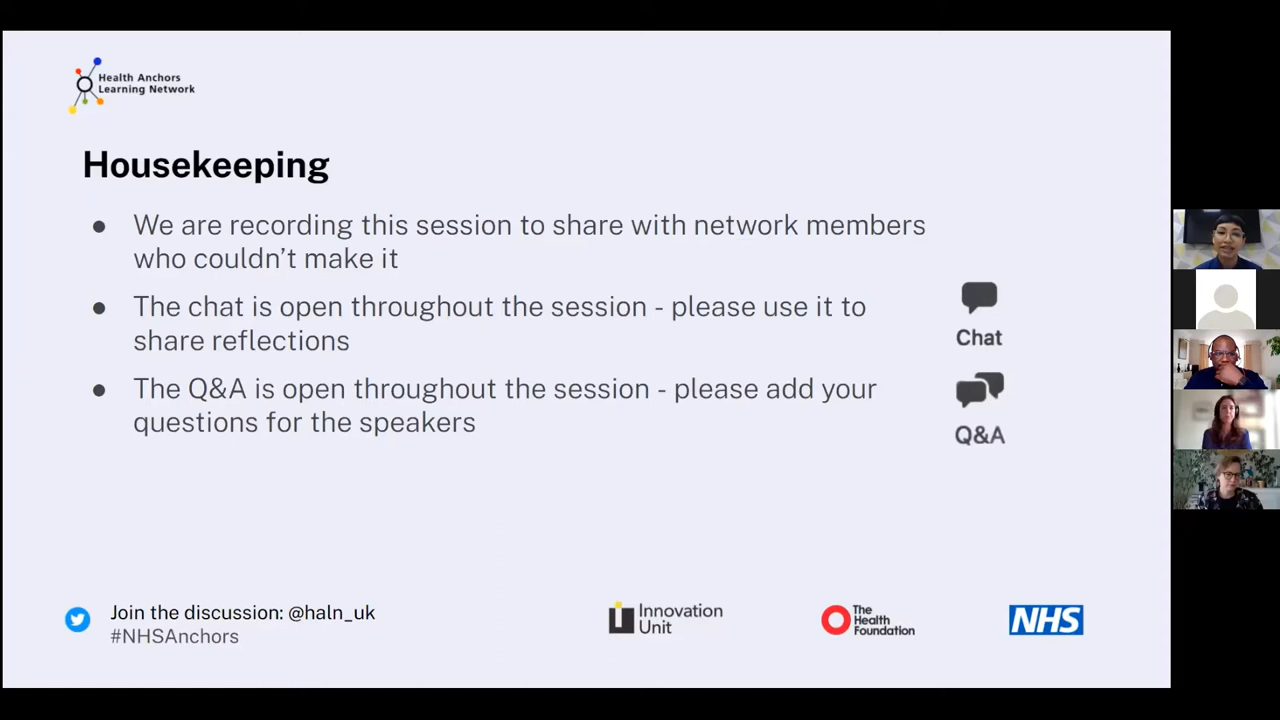 Health Anchors
Learning Network
Housekeeping
● We are recording this session to share with network members
who couldn’t make it
● The chat is open throughout the session - please use it to
share reflections
Chat
● The Q&A is open throughout the session - please add your
questions for the speakers
Q&A
Join the discussion: @haln_uk
#NHSAnchors
Innovation
Unit
The
Health
Foundation
NHS